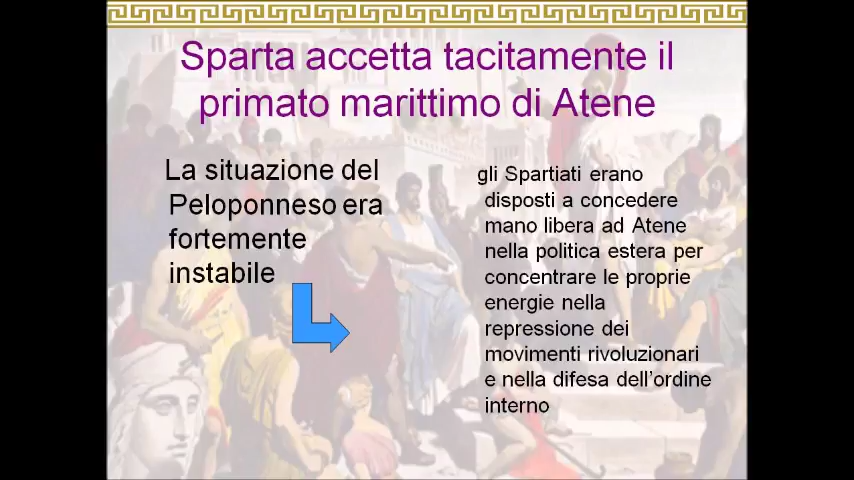 Sparta accetta tacitamente il
primato marittimo di Atene
La situazione del
Peloponneso era
fortemente
instabile
gli Spartiati erano
disposti a concedere
mano libera ad Atene
nella politica estera per
concentrare le proprie
energie nella
repressione dei
movimenti rivoluzionari
e nella difesa dell’ordine
interno